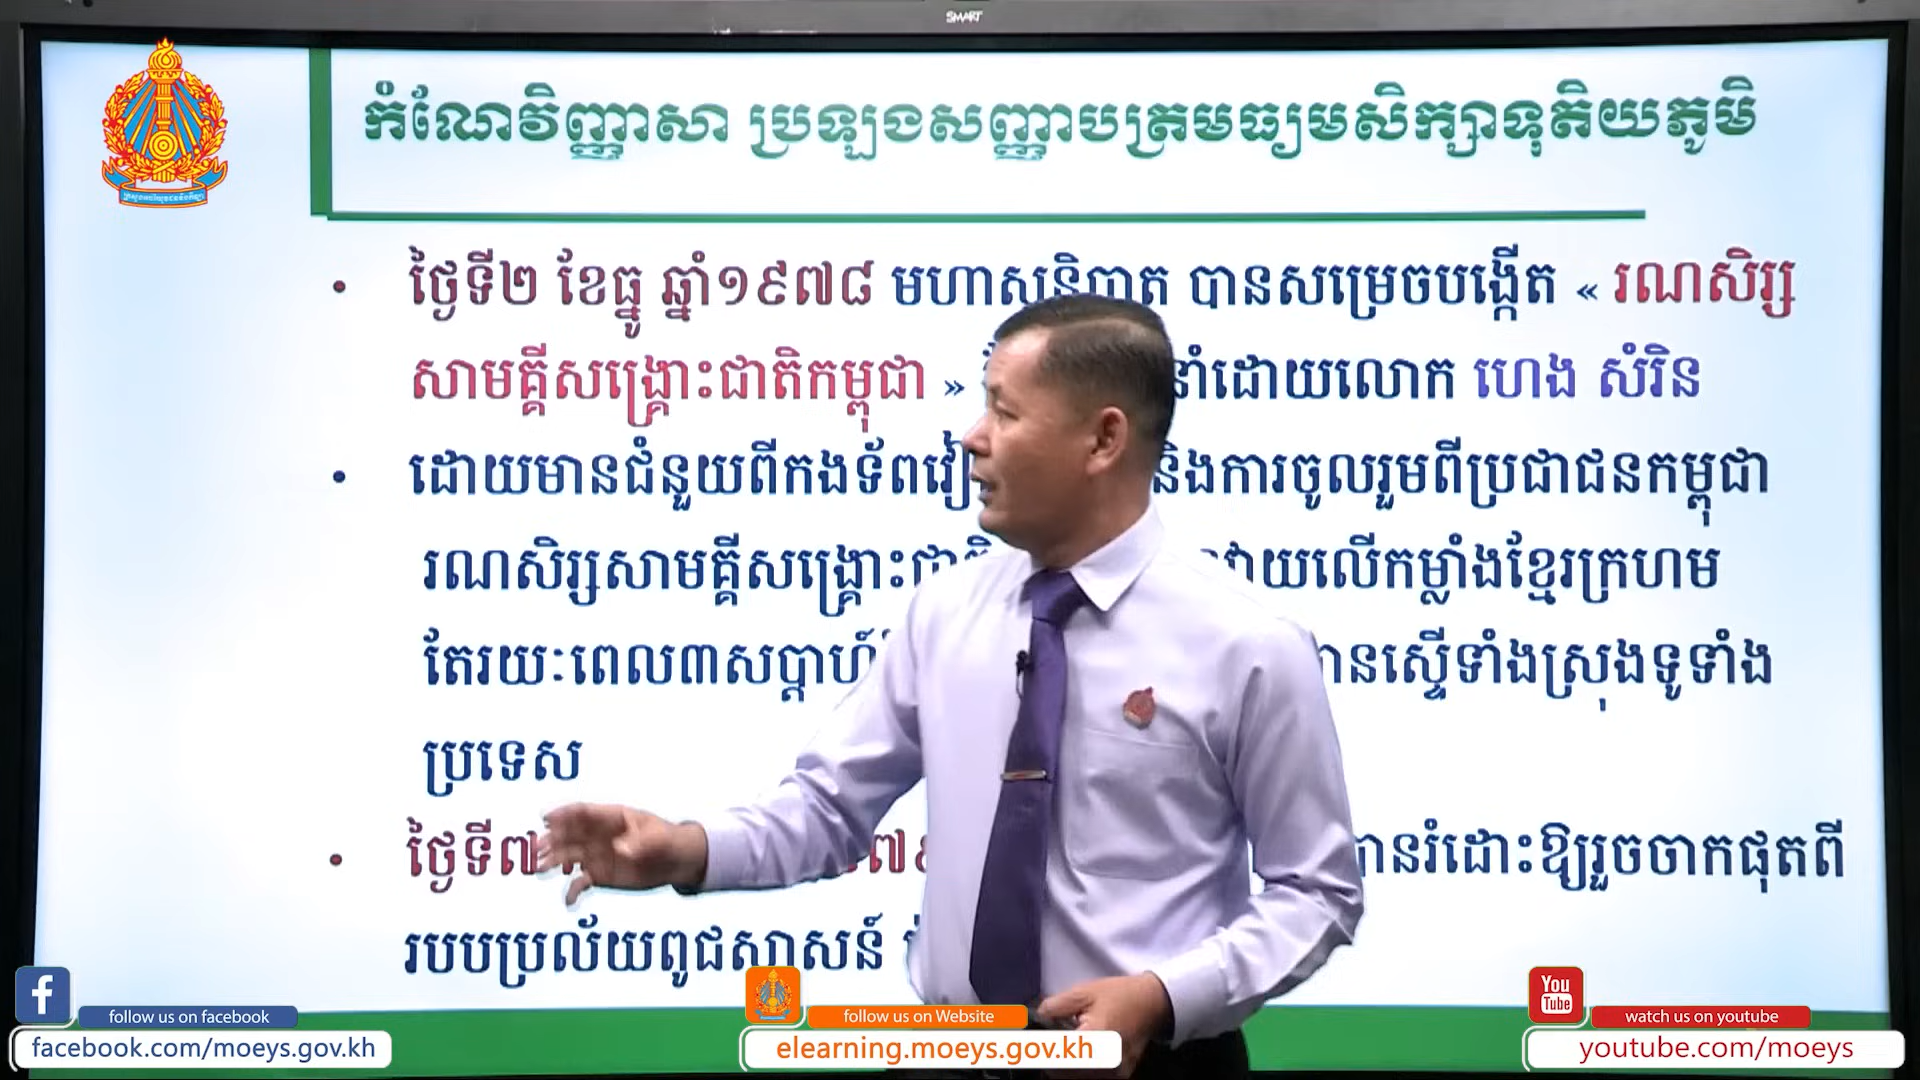 SMART
កំណែវិញ្ញាសា ប្រឡងសញ្ញាបត្រមធ្យមសិក្សាទុតិយភូមិ
• ថ្ងៃទី២ ខែធ្នូ ឆ្នាំ១៩៧៨ មហាសន្និបាត បានសម្រេចបង្កើត « រណសិរ្ស
សាមគ្គីសង្គ្រោះជាតិកម្ពុជា » ដោយលោក ហេង សំរិន
• ដោយមានជំនួយពីកងទ័ព និងការចូលរួមពីប្រជាជនកម្ពុជា
រណសិរ្សសាមគ្គីសង្គ្រោះ លើកម្លាំងខ្មែរក្រហម
តែរយៈពេល៣សប្ដាហ៍ ស្ទើទាំងស្រុងទូទាំង
ប្រទេស
• ថ្ងៃទី៧ បានរំដោះឱ្យរួចចាកផុតពី
របបប្រល័យពូជសាសន៍
follow us on facebook
facebook.com/moeys.gov.kh
follow us on Website
elearning.moeys.gov.kh
You Tube
watch us on youtube
youtube.com/moeys